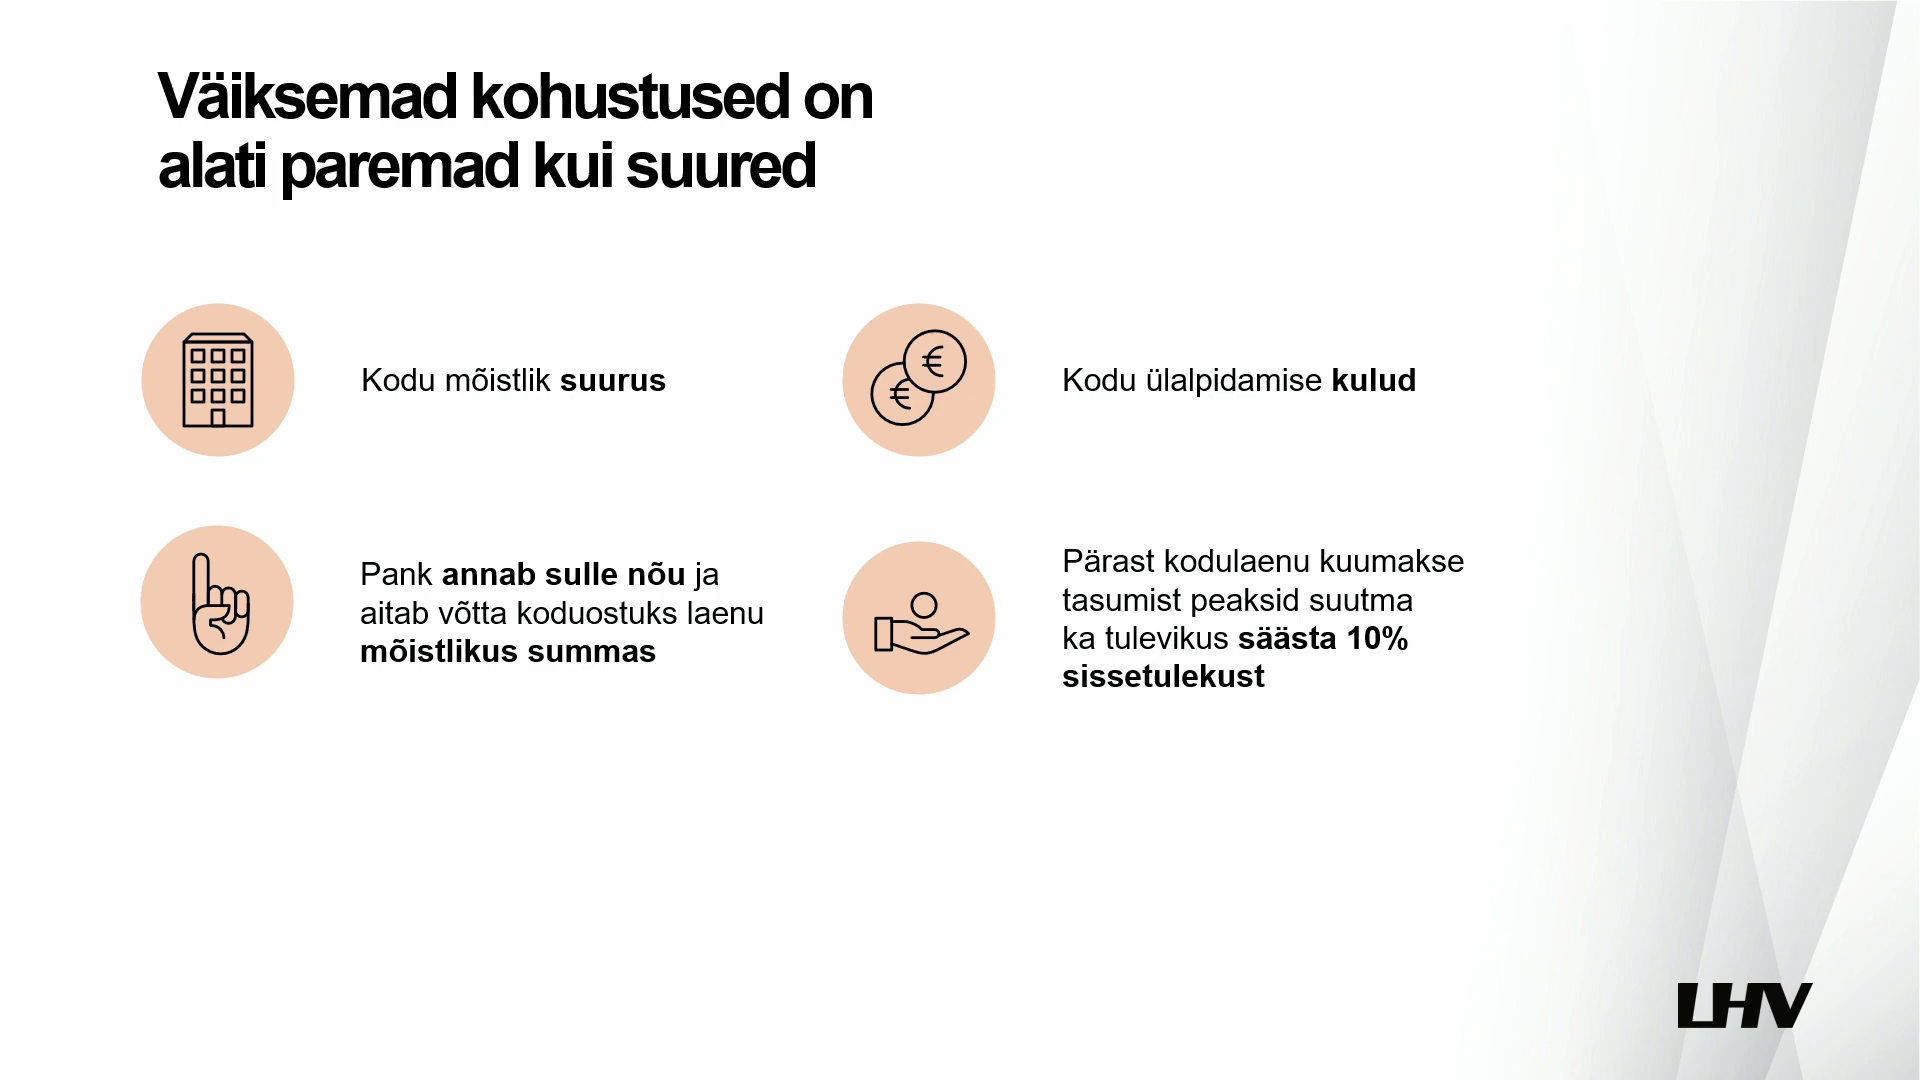 Väiksemad kohustused on
alati paremad kui suured
Kodu mõistlik suurus
Kodu ülalpidamise kulud
Pank annab sulle nõu ja
aitab võtta koduostuks laenu
mõistlikus summas
Pärast kodulaenu kuumakse
tasumist peaksid suutma
ka tulevikus säästa 10%
sissetulekust
LHV